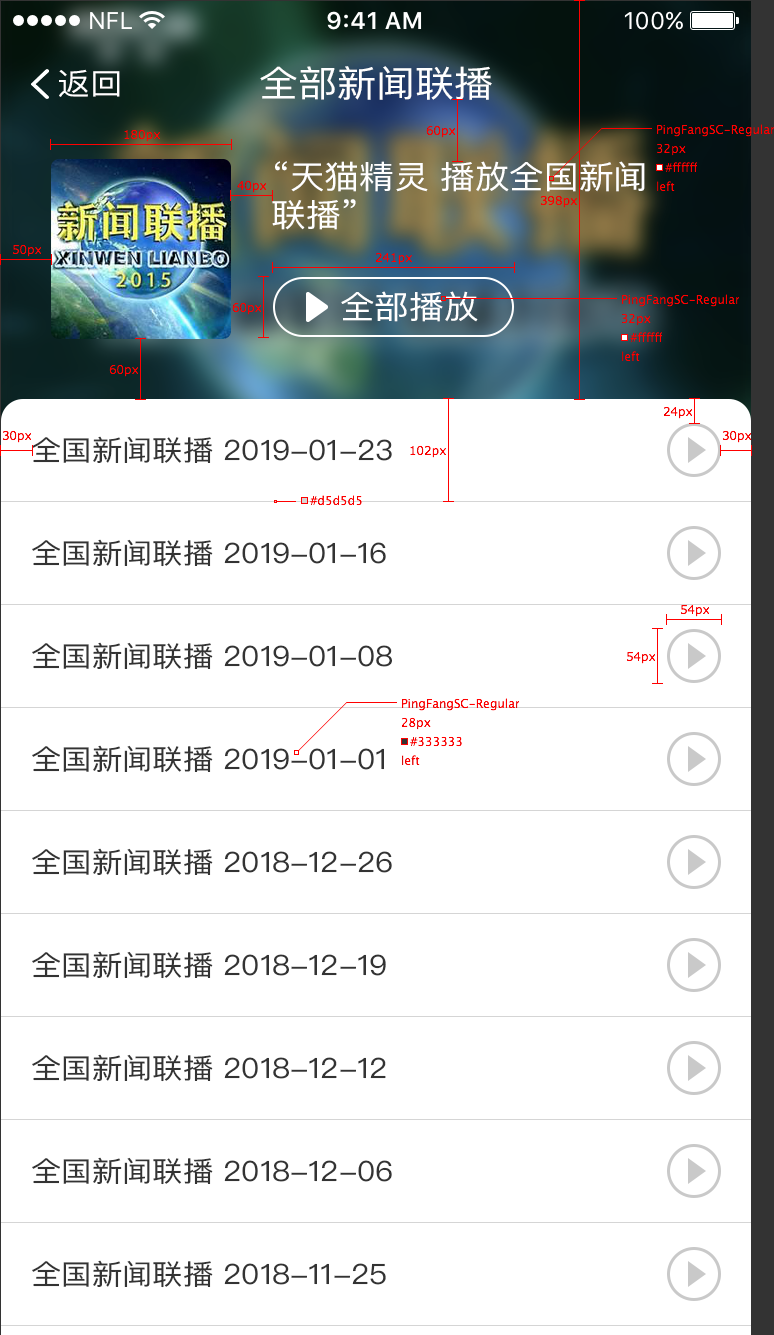 NFL 9:41 AM 100%
返回 全部新闻联播
180px
60px
PingFangSC-Regular
32px
#ffffff
left
“天猫精灵 播放全国新闻
联播”
40px
398px
新闻联播
XINWEN LIANBO
2015
50px
241px
60px
全部播放
PingFangSC-Regular
32px
#ffffff
left
60px
24px
30px
全国新闻联播 2019-01-23
102px
30px
#d5d5d5
全国新闻联播 2019-01-16
54px
全国新闻联播 2019-01-08
54px
PingFangSC-Regular
28px
#333333
left
全国新闻联播 2019-01-01
全国新闻联播 2018-12-26
全国新闻联播 2018-12-19
全国新闻联播 2018-12-12
全国新闻联播 2018-12-06
全国新闻联播 2018-11-25